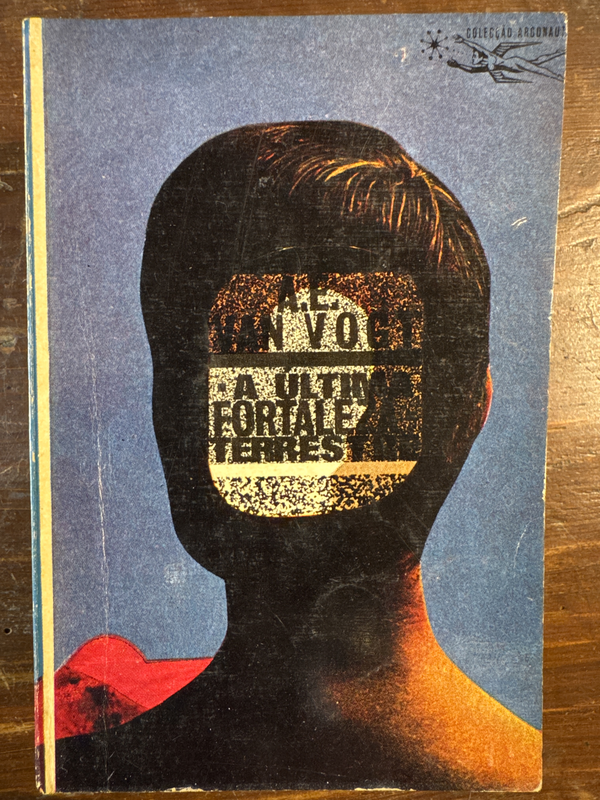 COLECÇÃO ARGONAUTA
A.E.
VAN VOGT
A ÚLTIMA
FORTALEZA
TERRESTRE